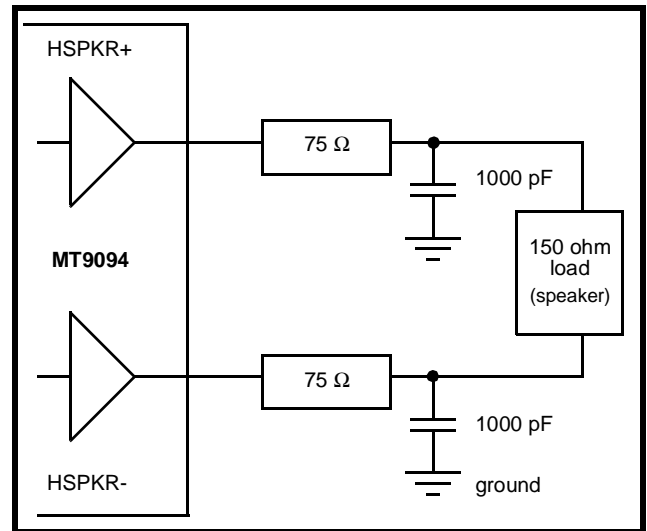 HSPKR+
75 Ω
1000 pF
MT9094
150 ohm
load
(speaker)
75 Ω
1000 pF
HSPKR-
ground